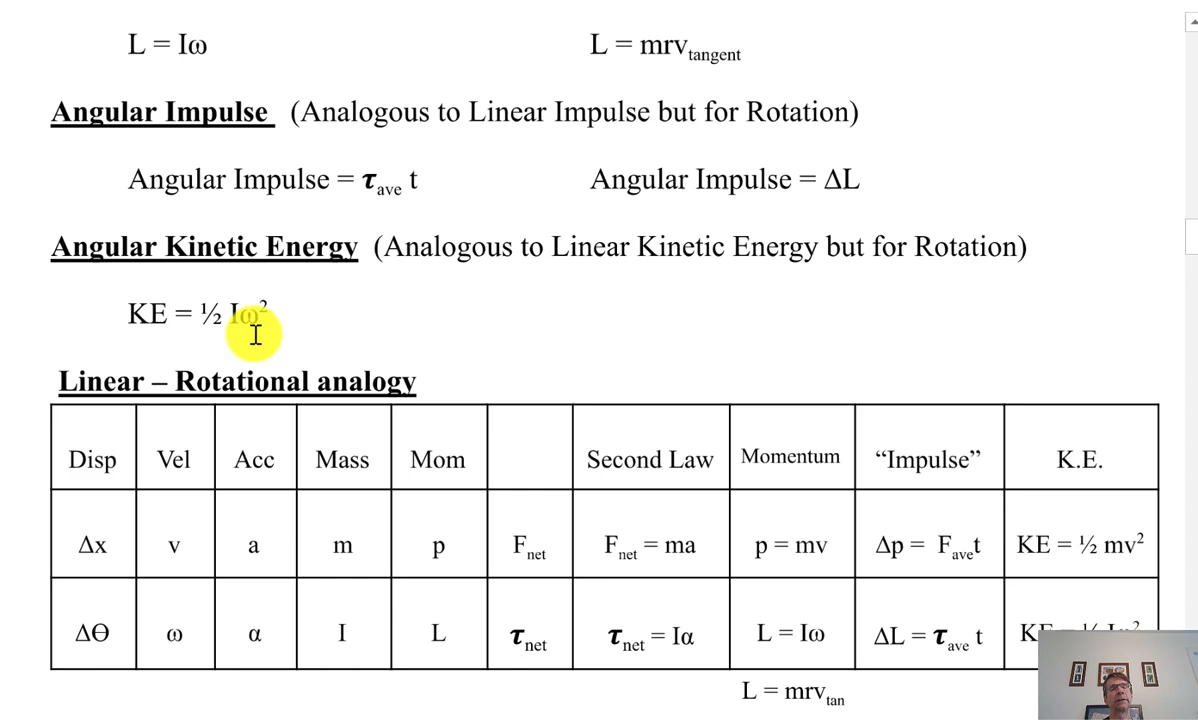 L = Iω L = mrv_tangent
Angular Impulse (Analogous to Linear Impulse but for Rotation)
Angular Impulse = τ_ave t Angular Impulse = ΔL
Angular Kinetic Energy (Analogous to Linear Kinetic Energy but for Rotation)
KE = ½ Iω²
Linear – Rotational analogy
Disp Vel Acc Mass Mom Second Law Momentum “Impulse” K.E.
Δx v a m p F_net F_net = ma p = mv Δp = F_ave t KE = ½ mv²
ΔΘ ω α I L τ_net τ_net = Iα L = Iω ΔL = τ_ave t
L = mrv_tan